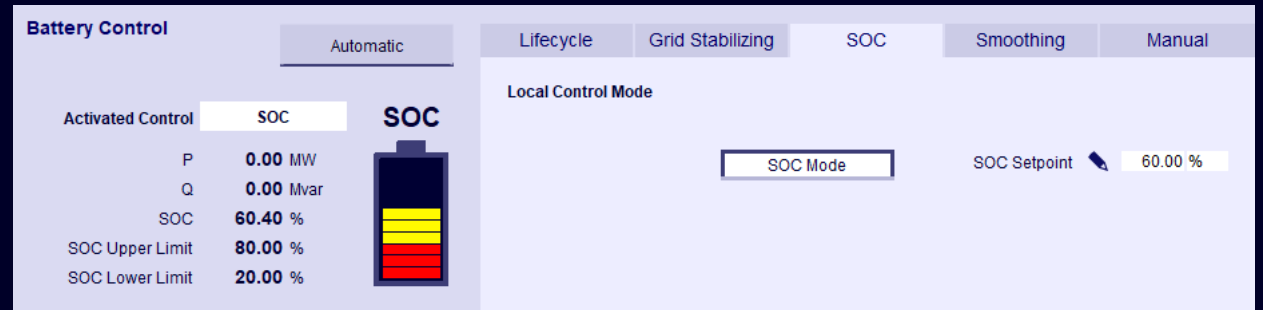 Battery Control
Automatic
Lifecycle Grid Stabilizing SOC Smoothing Manual
Local Control Mode
Activated Control SOC SOC
P 0.00 MW
SOC Mode SOC Setpoint 60.00 %
Q 0.00 Mvar
SOC 60.40 %
SOC Upper Limit 80.00 %
SOC Lower Limit 20.00 %